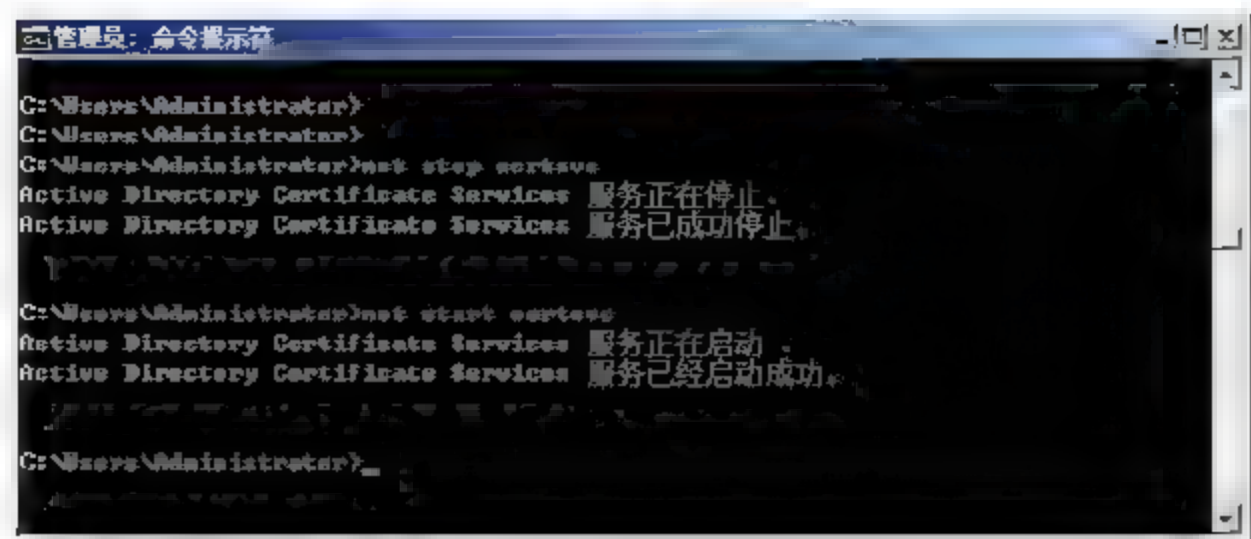 管理员: 命令提示符
C:\Users\Administrator>
C:\Users\Administrator>
C:\Users\Administrator>net stop certsvc
Active Directory Certificate Services 服务正在停止.
Active Directory Certificate Services 服务已成功停止.
C:\Users\Administrator>net start certsvc
Active Directory Certificate Services 服务正在启动 .
Active Directory Certificate Services 服务已经启动成功.
C:\Users\Administrator>_